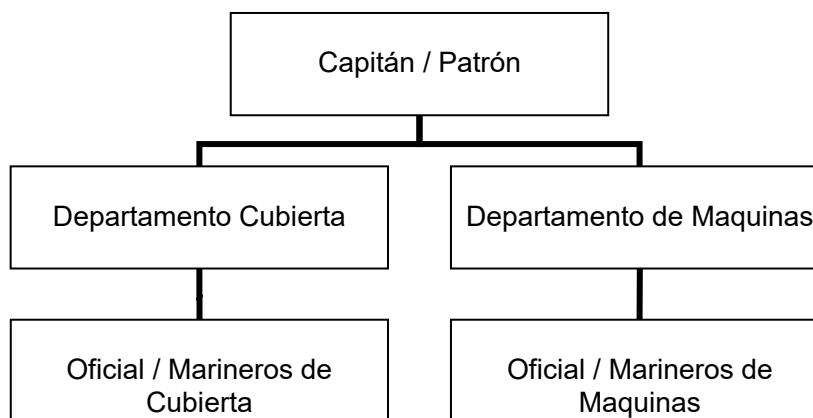 Capitán / Patrón
Departamento Cubierta
Departamento de Maquinas
Oficial / Marineros de
Cubierta
Oficial / Marineros de
Maquinas